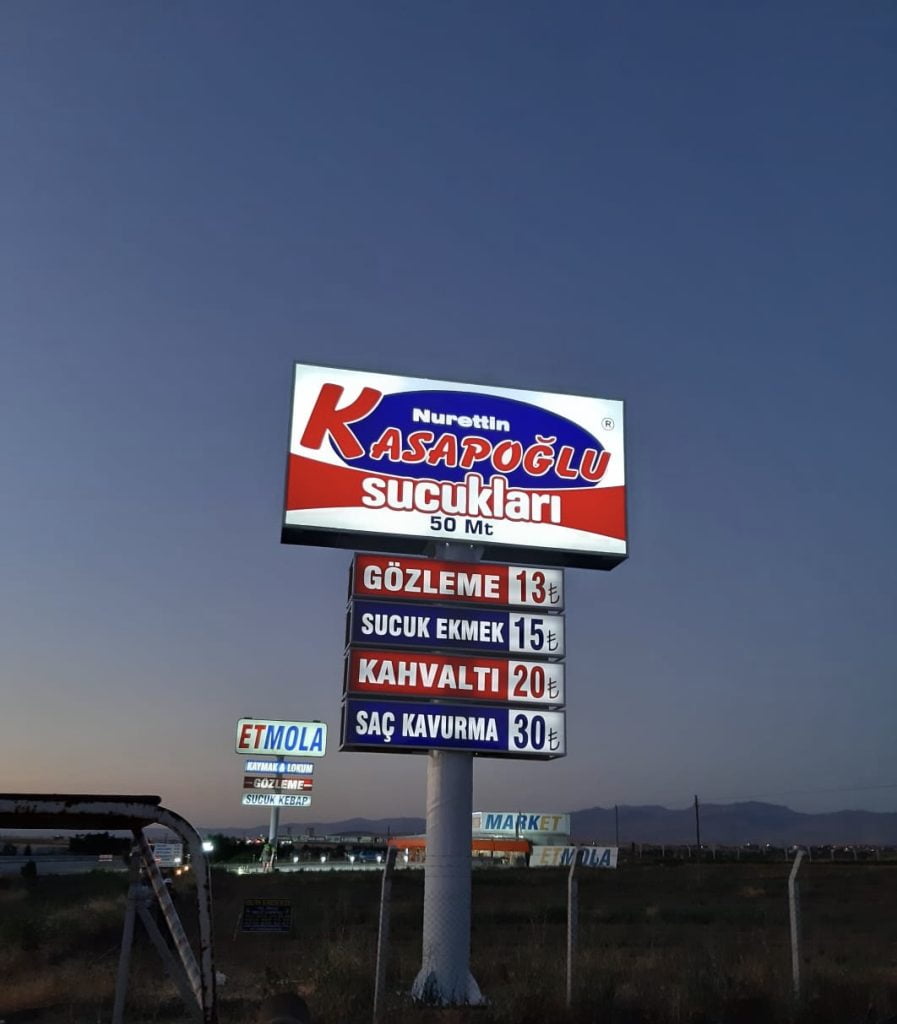 Nurettin
KASAPOĞLU
sucukları
50 Mt
®
GÖZLEME 13₺
SUCUK EKMEK 15₺
KAHVALTI 20₺
SAÇ KAVURMA 30₺
ETMOLA
KAYMAK & LOKUM
GÖZLEME
SUCUK KEBAP
MARKET
ETMOLA